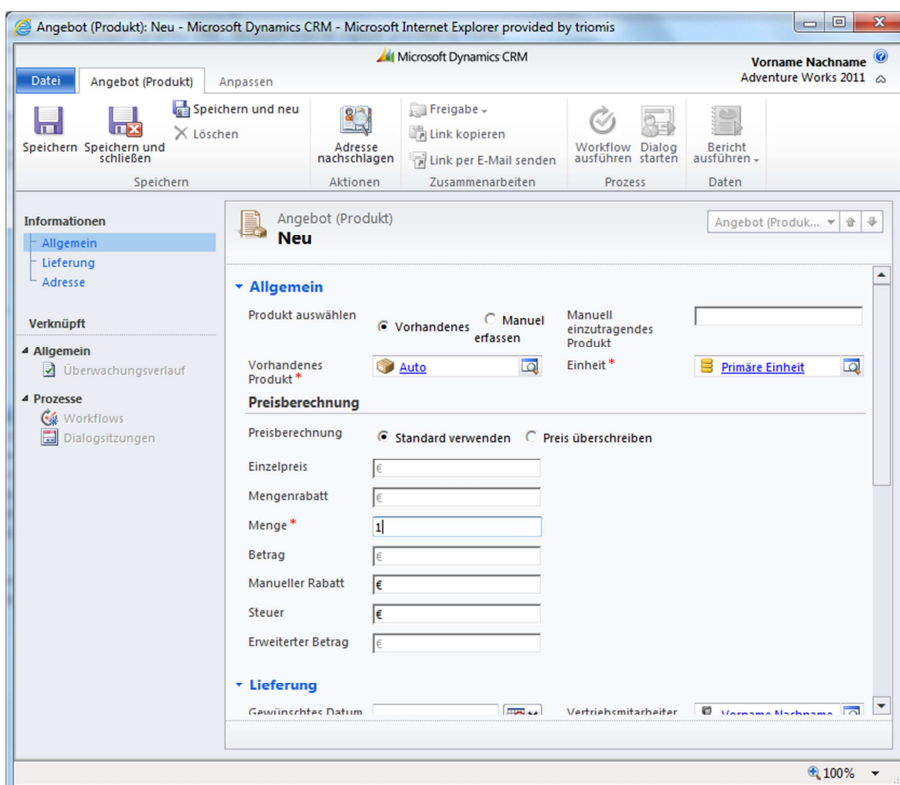 Angebot (Produkt): Neu - Microsoft Dynamics CRM - Microsoft Internet Explorer provided by triomis
Microsoft Dynamics CRM
Vorname Nachname
Adventure Works 2011
Datei Angebot (Produkt) Anpassen
Speichern
Speichern und schließen
Speichern und neu
Löschen
Adresse nachschlagen
Freigabe
Link kopieren
Link per E-Mail senden
Workflow ausführen
Dialog starten
Bericht ausführen
Speichern Aktionen Zusammenarbeiten Prozess Daten
Informationen
Allgemein
Lieferung
Adresse
Verknüpft
Allgemein
Überwachungsverlauf
Prozesse
Workflows
Dialogsitzungen
Angebot (Produkt)
Neu
Angebot (Produk...
Allgemein
Produkt auswählen
Vorhandenes
Manuel erfassen
Manuell
einzutragendes
Produkt
Vorhandenes
Produkt *
Auto
Einheit *
Primäre Einheit
Preisberechnung
Preisberechnung Standard verwenden Preis überschreiben
Einzelpreis €
Mengenrabatt €
Menge * 1
Betrag €
Manueller Rabatt €
Steuer €
Erweiterter Betrag €
Lieferung
Gewünschtes Datum Vertriebsmitarbeiter Vorname Nachname
100%